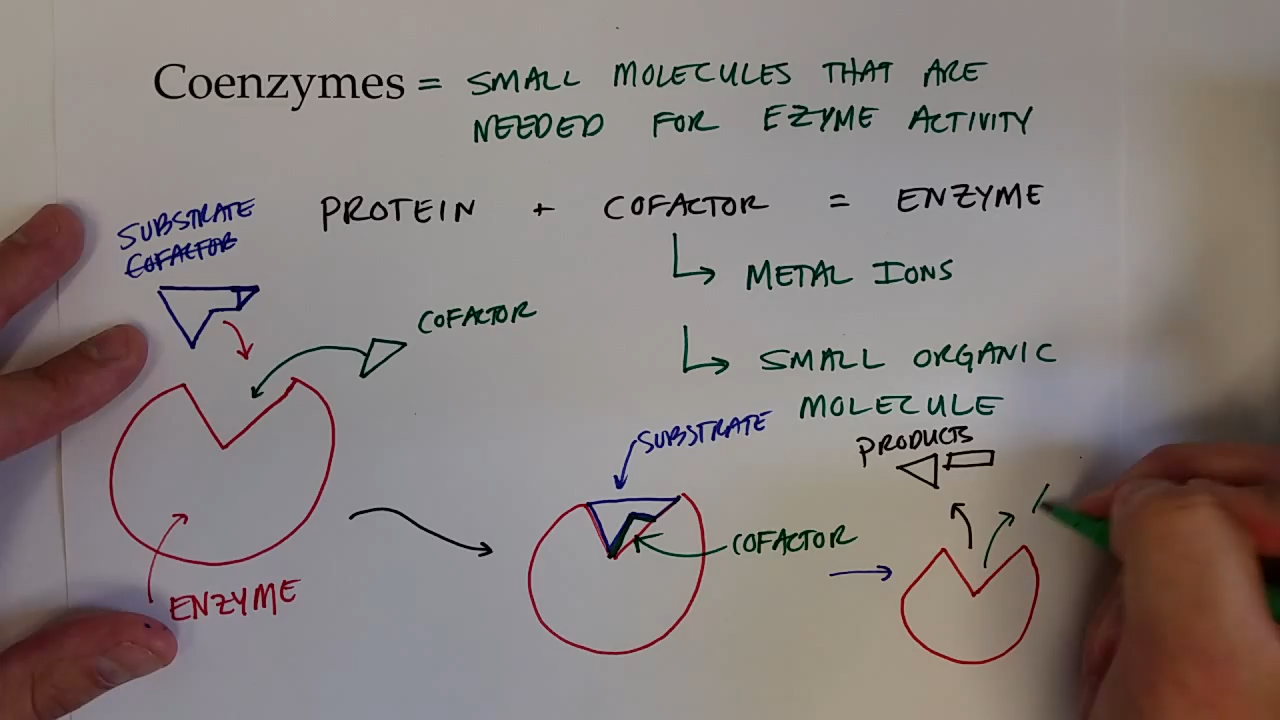 Coenzymes = SMALL MOLECULES THAT ARE
NEEDED FOR EZYME ACTIVITY
PROTEIN + COFACTOR = ENZYME
METAL IONS
SMALL ORGANIC
MOLECULE
SUBSTRATE
COFACTOR
COFACTOR
ENZYME
SUBSTRATE
COFACTOR
PRODUCTS